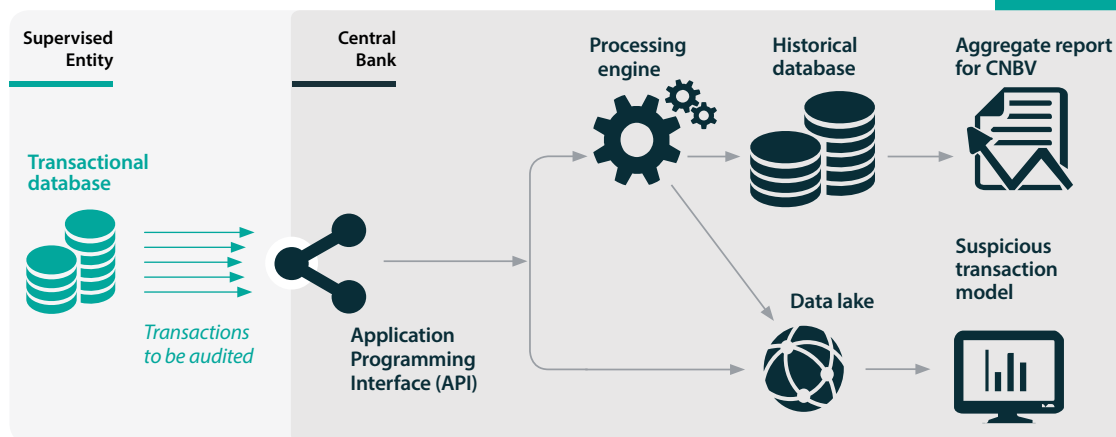 Supervised
Entity
Central
Bank
Processing
engine
Historical
database
Aggregate report
for CNBV
Transactional
database
Transactions
to be audited
Application
Programming
Interface (API)
Data lake
Suspicious
transaction
model